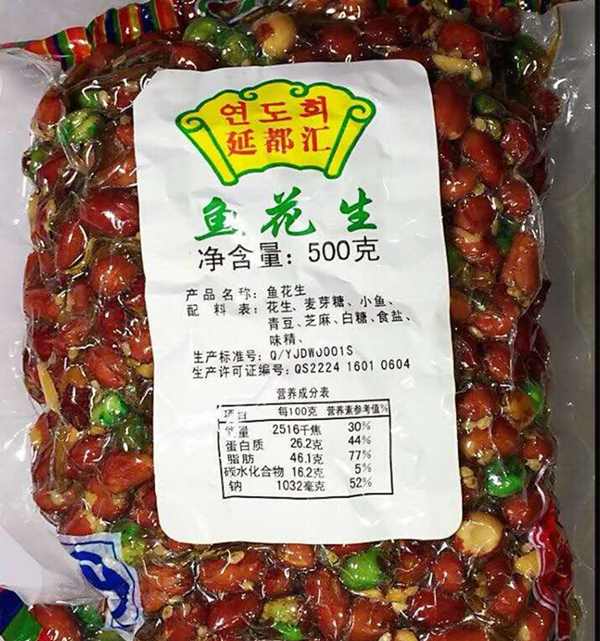 연도회
延都汇
鱼花生
净含量：500克
产品名称：鱼花生
配料表：花生、麦芽糖、小鱼、
青豆、芝麻、白糖、食盐、
味精、
生产标准号：Q/YJDW0001S
生产许可证编号：QS2224 1601 0604
营养成分表
项目 每100克 营养素参考值%
能量 2516千焦 30%
蛋白质 26.2克 44%
脂肪 46.1克 77%
碳水化合物 16.2克 5%
钠 1032毫克 52%